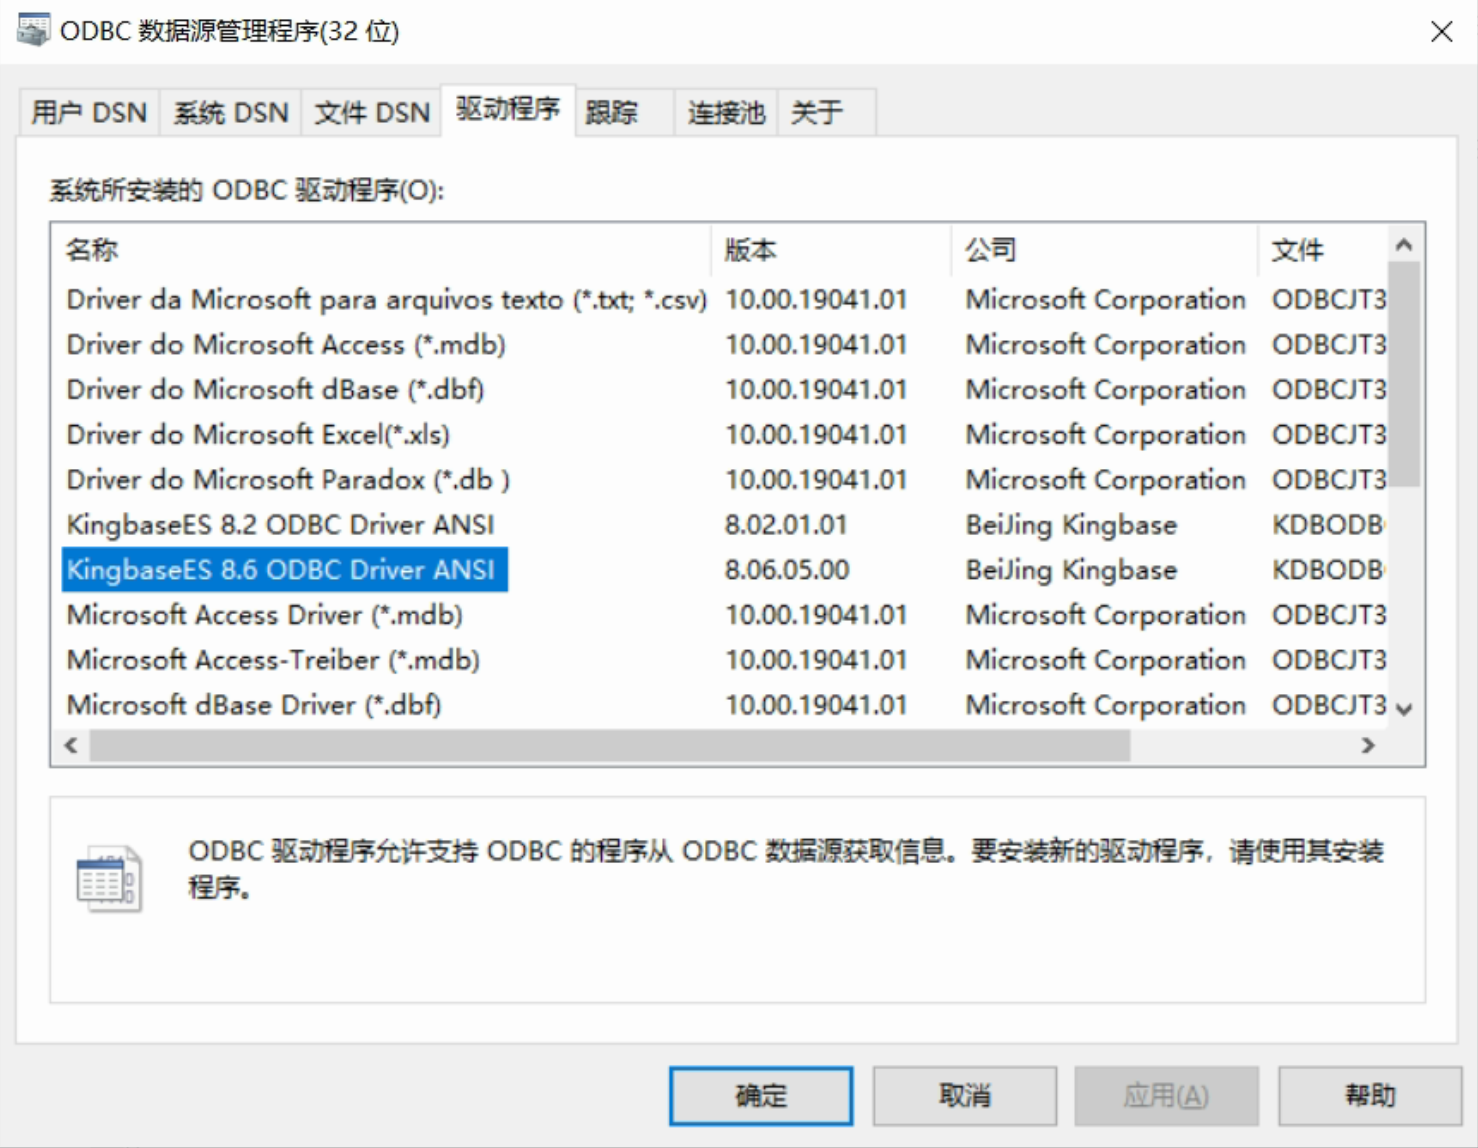 ODBC 数据源管理程序(32 位)
用户 DSN 系统 DSN 文件 DSN 驱动程序 跟踪 连接池 关于
系统所安装的 ODBC 驱动程序(O):
名称 版本 公司 文件
Driver da Microsoft para arquivos texto (*.txt; *.csv) 10.00.19041.01 Microsoft Corporation ODBCJT3
Driver do Microsoft Access (*.mdb) 10.00.19041.01 Microsoft Corporation ODBCJT3
Driver do Microsoft dBase (*.dbf) 10.00.19041.01 Microsoft Corporation ODBCJT3
Driver do Microsoft Excel(*.xls) 10.00.19041.01 Microsoft Corporation ODBCJT3
Driver do Microsoft Paradox (*.db ) 10.00.19041.01 Microsoft Corporation ODBCJT3
KingbaseES 8.2 ODBC Driver ANSI 8.02.01.01 BeiJing Kingbase KDBODB
KingbaseES 8.6 ODBC Driver ANSI 8.06.05.00 BeiJing Kingbase KDBODB
Microsoft Access Driver (*.mdb) 10.00.19041.01 Microsoft Corporation ODBCJT3
Microsoft Access-Treiber (*.mdb) 10.00.19041.01 Microsoft Corporation ODBCJT3
Microsoft dBase Driver (*.dbf) 10.00.19041.01 Microsoft Corporation ODBCJT3
ODBC 驱动程序允许支持 ODBC 的程序从 ODBC 数据源获取信息。要安装新的驱动程序，请使用其安装
程序。
确定 取消 应用(A) 帮助